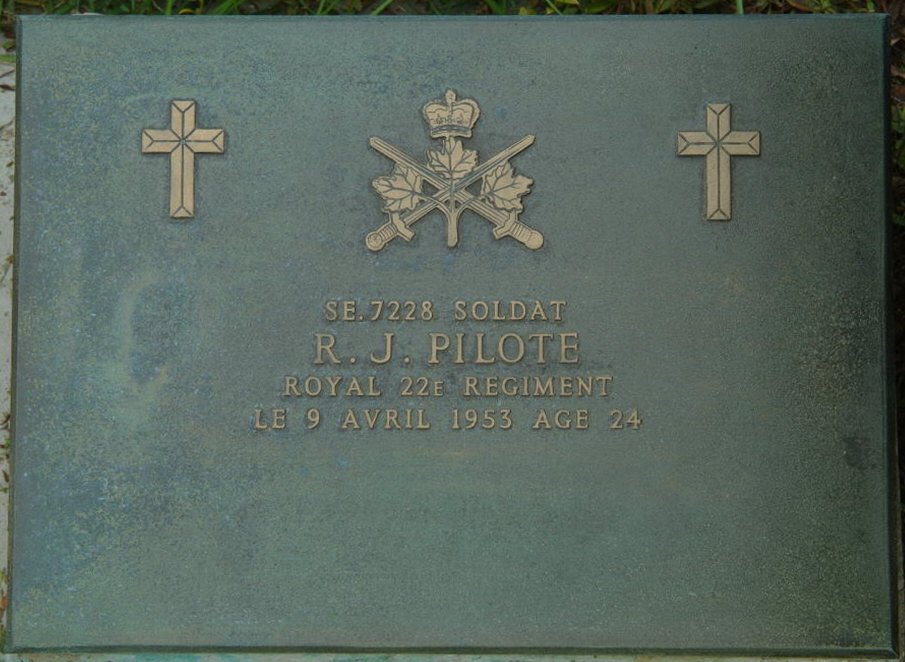 SE.7228 SOLDAT
R. J. PILOTE
ROYAL 22E REGIMENT
LE 9 AVRIL 1953 AGE 24